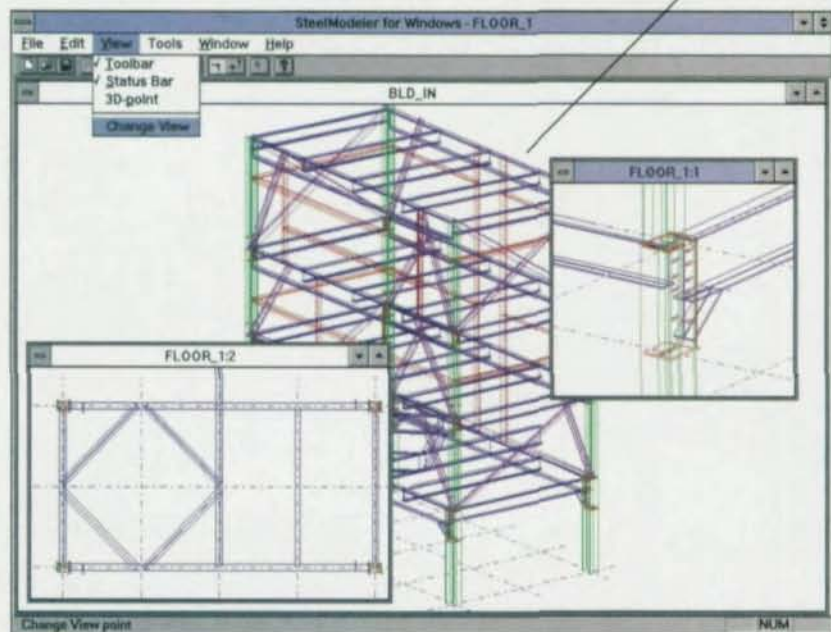 SteelModeler for Windows - FLOOR_1
File Edit View Tools Window Help
Toolbar
Status Bar
3D-point
Change View
BLD_IN
FLOOR_1:1
FLOOR_1:2
Change View point
NUM